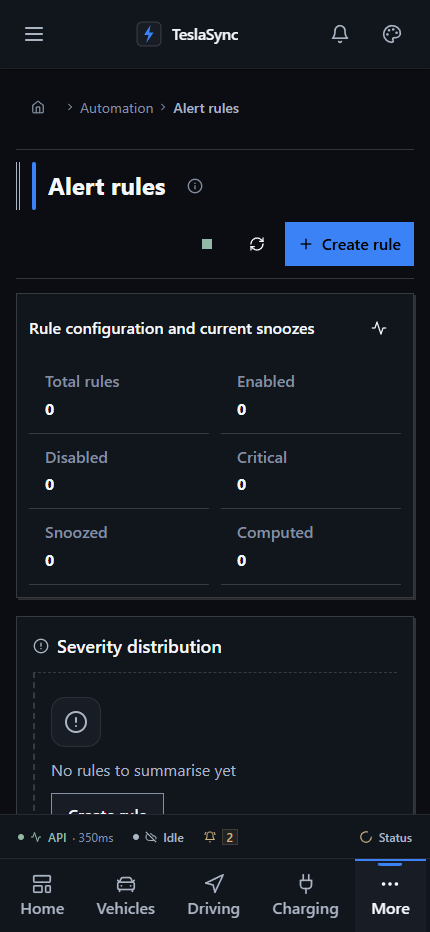 TeslaSync
Automation
Alert rules
Alert rules
Create rule
Rule configuration and current snoozes
Total rules
0
Enabled
0
Disabled
0
Critical
0
Snoozed
0
Computed
0
Severity distribution
No rules to summarise yet
Create rule
API · 350ms
Idle
2
Status
Home
Vehicles
Driving
Charging
More